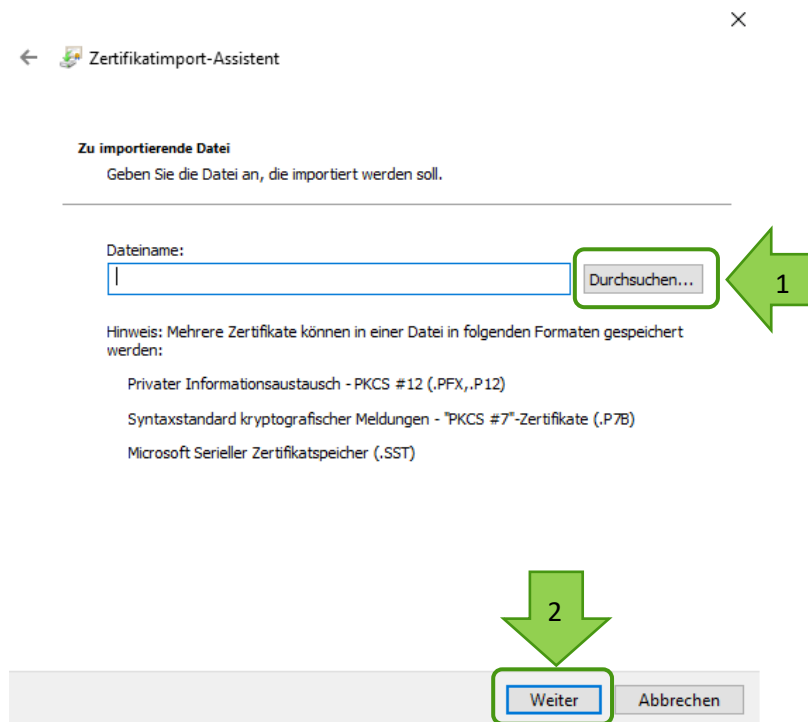 Zertifikatimport-Assistent
Zu importierende Datei
Geben Sie die Datei an, die importiert werden soll.
Dateiname:
Durchsuchen...
1
Hinweis: Mehrere Zertifikate können in einer Datei in folgenden Formaten gespeichert
werden:
Privater Informationsaustausch - PKCS #12 (.PFX,.P12)
Syntaxstandard kryptografischer Meldungen - "PKCS #7"-Zertifikate (.P7B)
Microsoft Serieller Zertifikatspeicher (.SST)
2
Weiter
Abbrechen